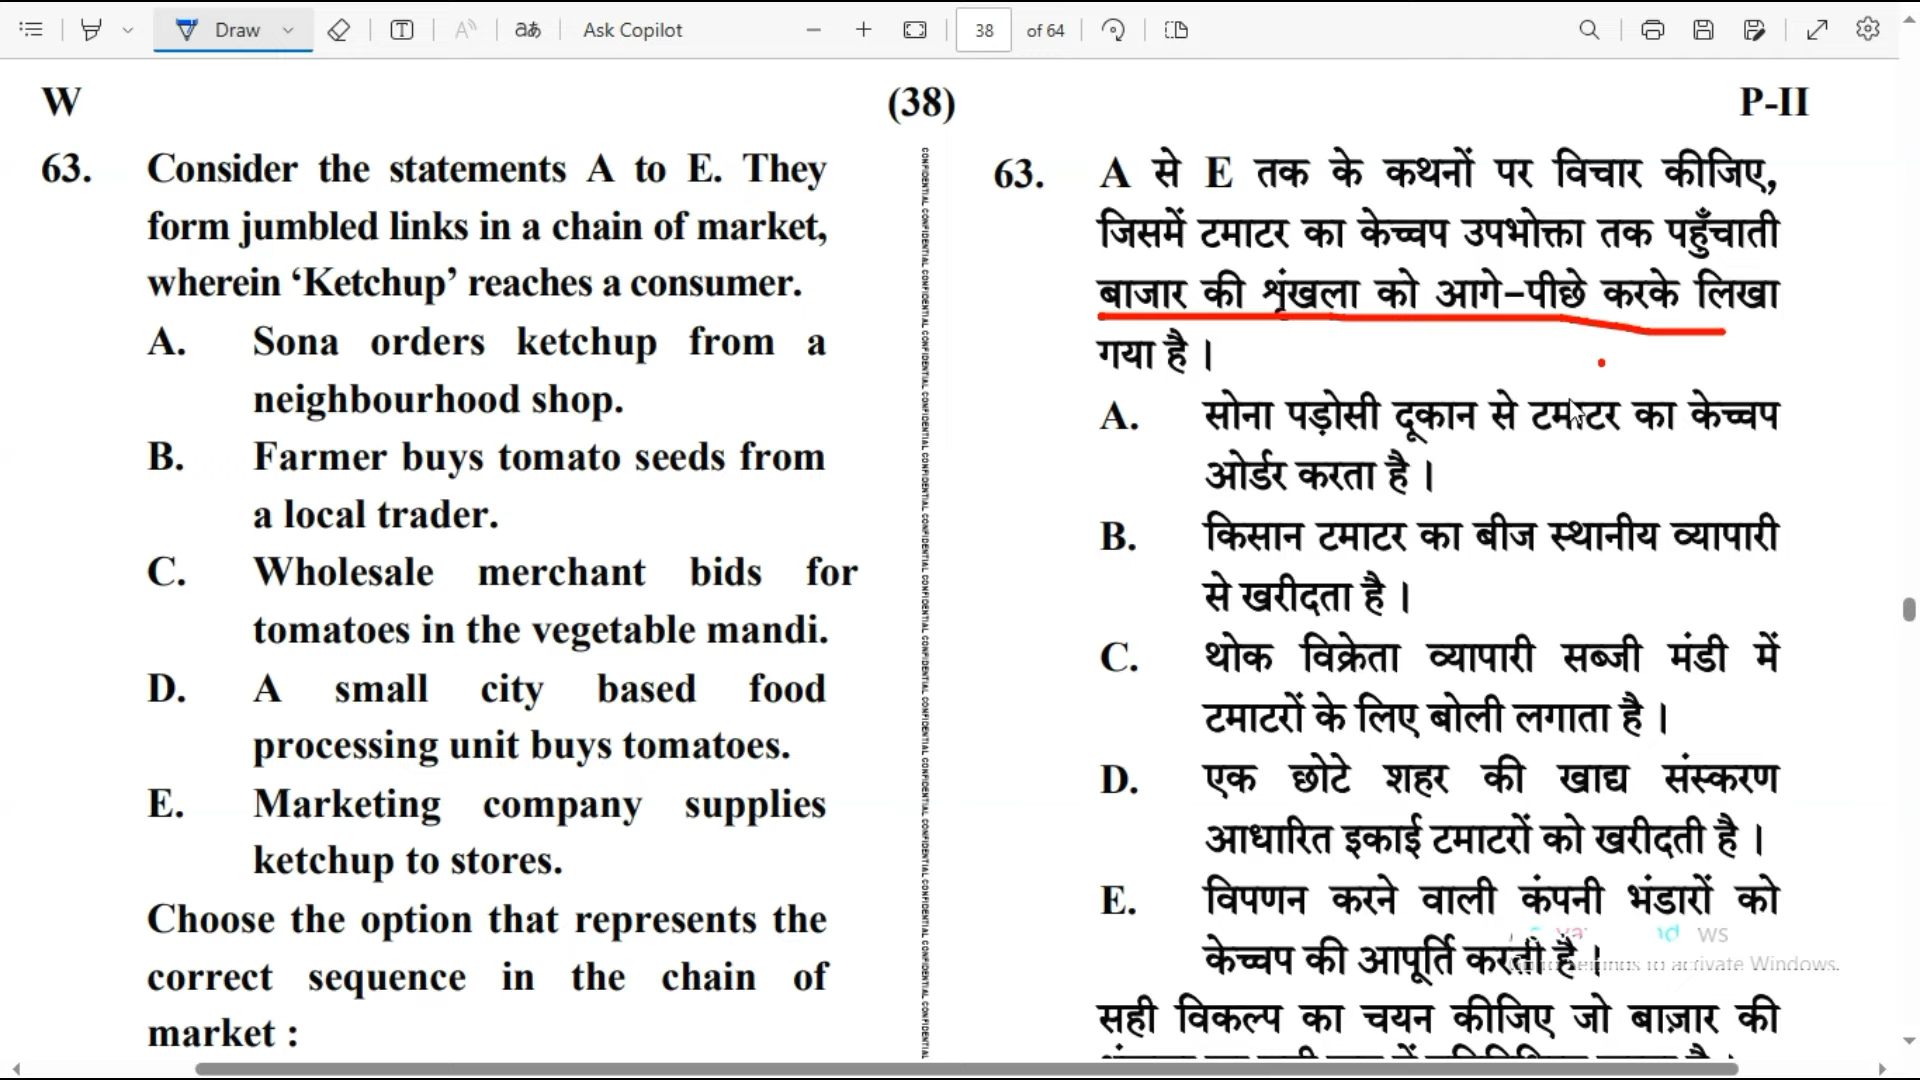 Draw
Ask Copilot
38
of 64
W
(38)
P-II
63. Consider the statements A to E. They
form jumbled links in a chain of market,
wherein ‘Ketchup’ reaches a consumer.
A. Sona orders ketchup from a
neighbourhood shop.
B. Farmer buys tomato seeds from
a local trader.
C. Wholesale merchant bids for
tomatoes in the vegetable mandi.
D. A small city based food
processing unit buys tomatoes.
E. Marketing company supplies
ketchup to stores.
Choose the option that represents the
correct sequence in the chain of
market :
63. A से E तक के कथनों पर विचार कीजिए,
जिसमें टमाटर का केच्चप उपभोक्ता तक पहुँचाती
बाजार की शृंखला को आगे-पीछे करके लिखा
गया है ।
A. सोना पड़ोसी दूकान से टमाटर का केच्चप
ओर्डर करता है ।
B. किसान टमाटर का बीज स्थानीय व्यापारी
से खरीदता है ।
C. थोक विक्रेता व्यापारी सब्जी मंडी में
टमाटरों के लिए बोली लगाता है ।
D. एक छोटे शहर की खाद्य संस्करण
आधारित इकाई टमाटरों को खरीदती है ।
E. विपणन करने वाली कंपनी भंडारों को
केच्चप की आपूर्ति करती है ।
सही विकल्प का चयन कीजिए जो बाज़ार की